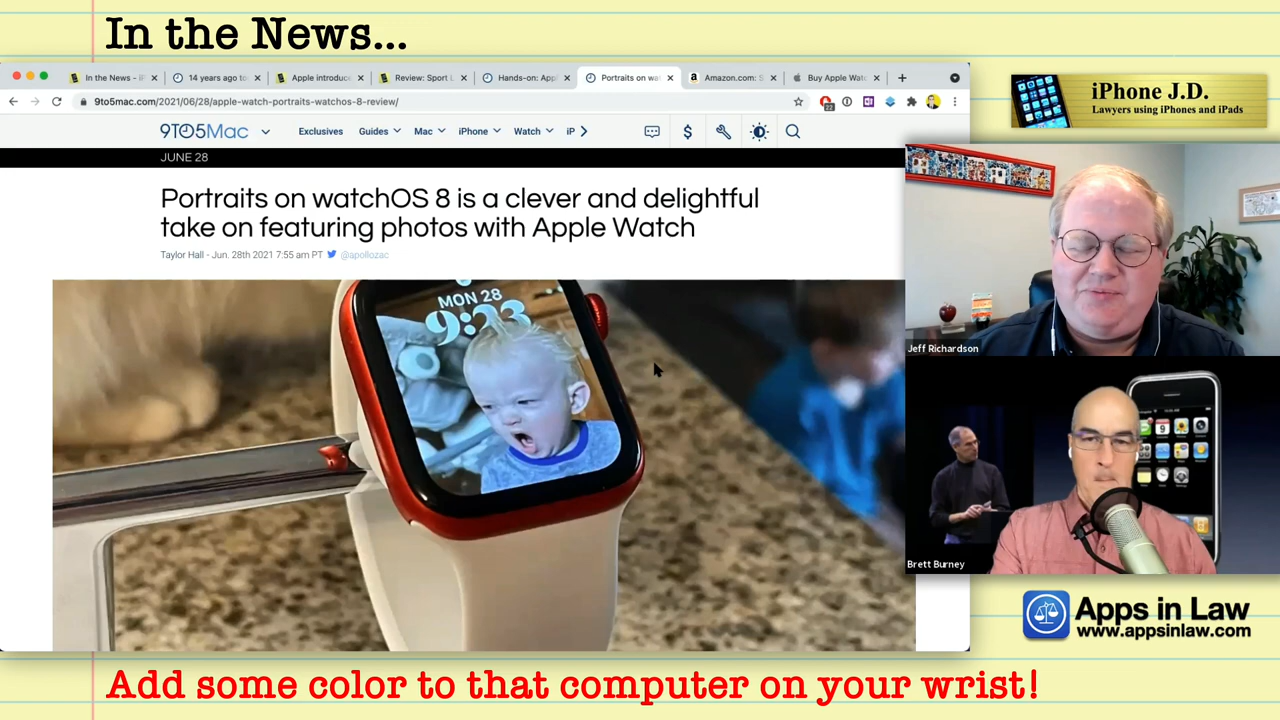 In the News...
In the News - iP
14 years ago to
Apple introduc
Review: Sport L
Hands-on: App
Portraits on wat
Amazon.com: S
Buy Apple Watc
9to5mac.com/2021/06/28/apple-watch-portraits-watchos-8-review/
22
iPhone J.D.
Lawyers using iPhones and iPads
9TO5Mac
Exclusives
Guides
Mac
iPhone
Watch
iP
$
JUNE 28
Portraits on watchOS 8 is a clever and delightful
take on featuring photos with Apple Watch
Taylor Hall - Jun. 28th 2021 7:55 am PT
@apollozac
MON 28
9:23
Jeff Richardson
9
Brett Burney
Apps in Law
www.appsinlaw.com
Add some color to that computer on your wrist!